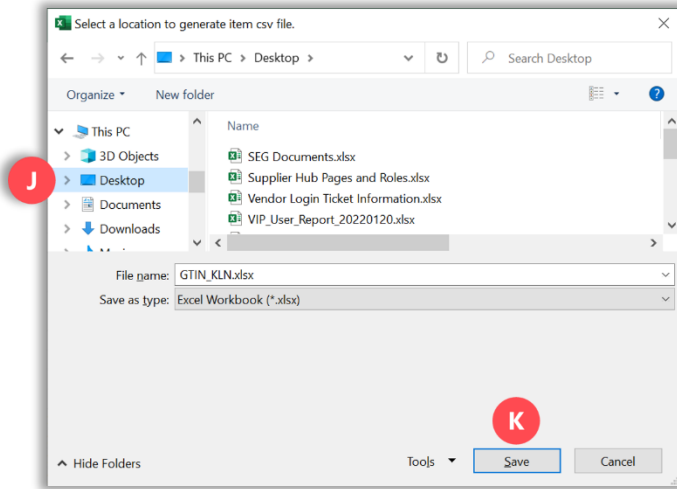 Select a location to generate item csv file.
This PC > Desktop >
Search Desktop
Organize
New folder
Name
This PC
3D Objects
Desktop
Documents
Downloads
SEG Documents.xlsx
Supplier Hub Pages and Roles.xlsx
Vendor Login Ticket Information.xlsx
VIP_User_Report_20220120.xlsx
J
File name: GTIN_KLN.xlsx
Save as type: Excel Workbook (*.xlsx)
K
Hide Folders
Tools
Save
Cancel